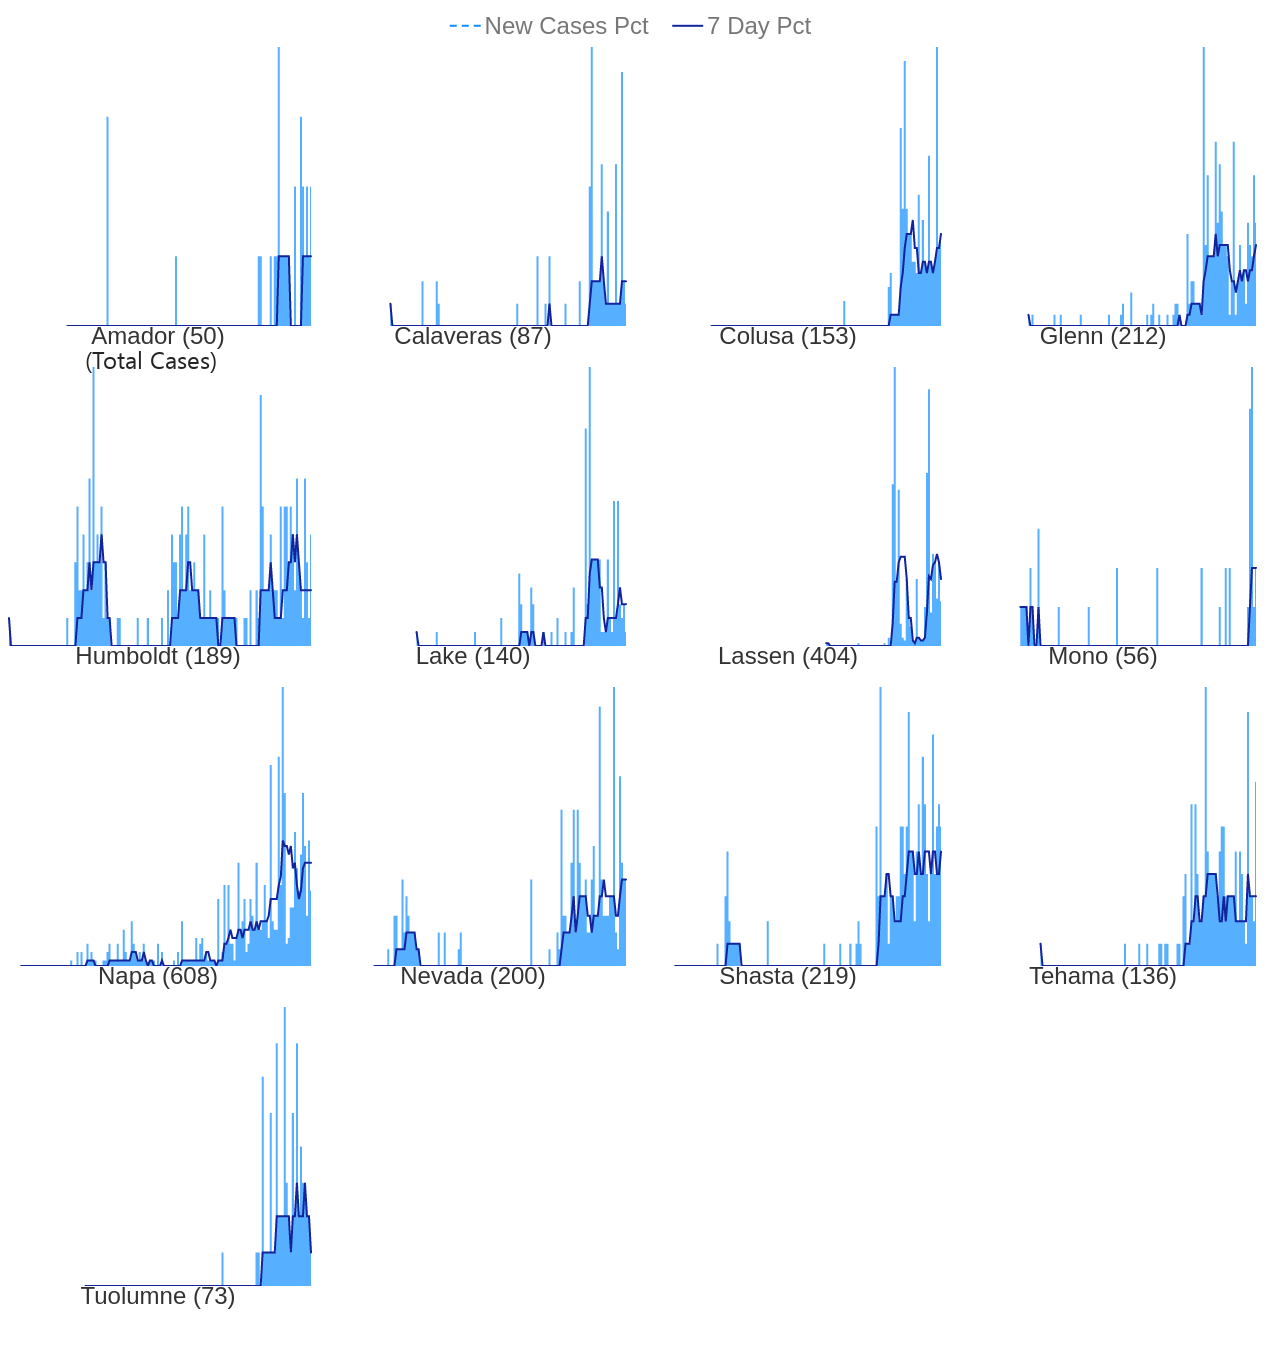 New Cases Pct 7 Day Pct
Amador (50) Calaveras (87) Colusa (153) Glenn (212)
(Total Cases)
Humboldt (189) Lake (140) Lassen (404) Mono (56)
Napa (608) Nevada (200) Shasta (219) Tehama (136)
Tuolumne (73)